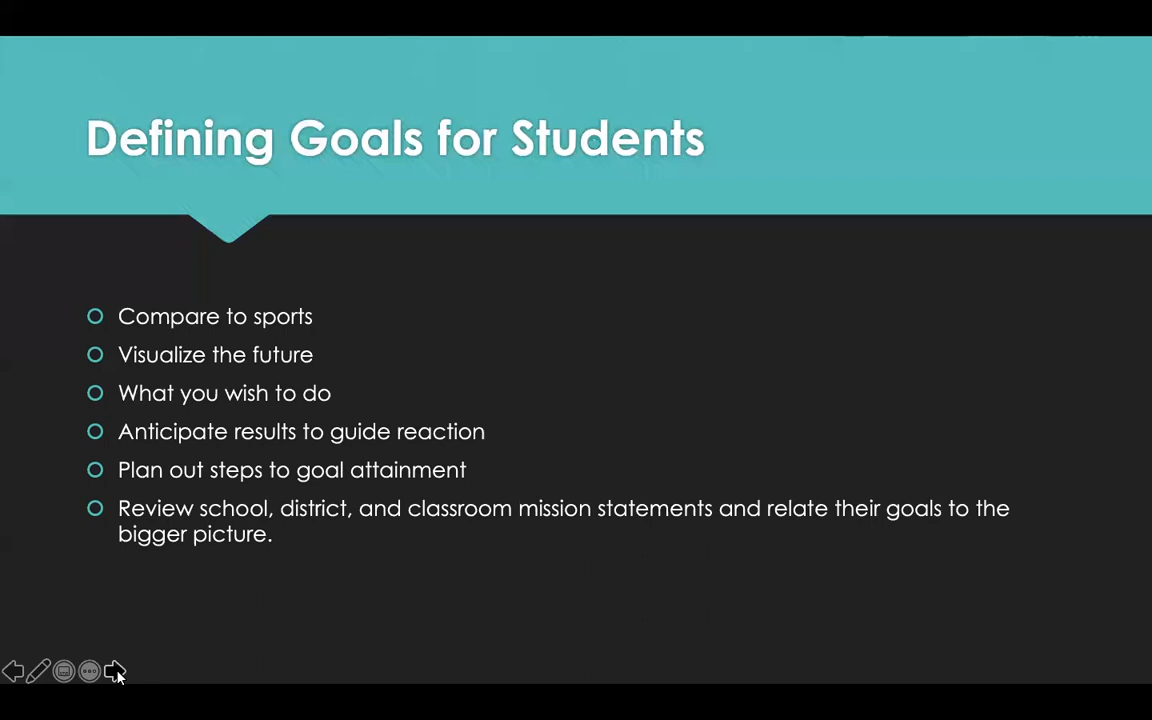 Defining Goals for Students
Compare to sports
Visualize the future
What you wish to do
Anticipate results to guide reaction
Plan out steps to goal attainment
Review school, district, and classroom mission statements and relate their goals to the
bigger picture.